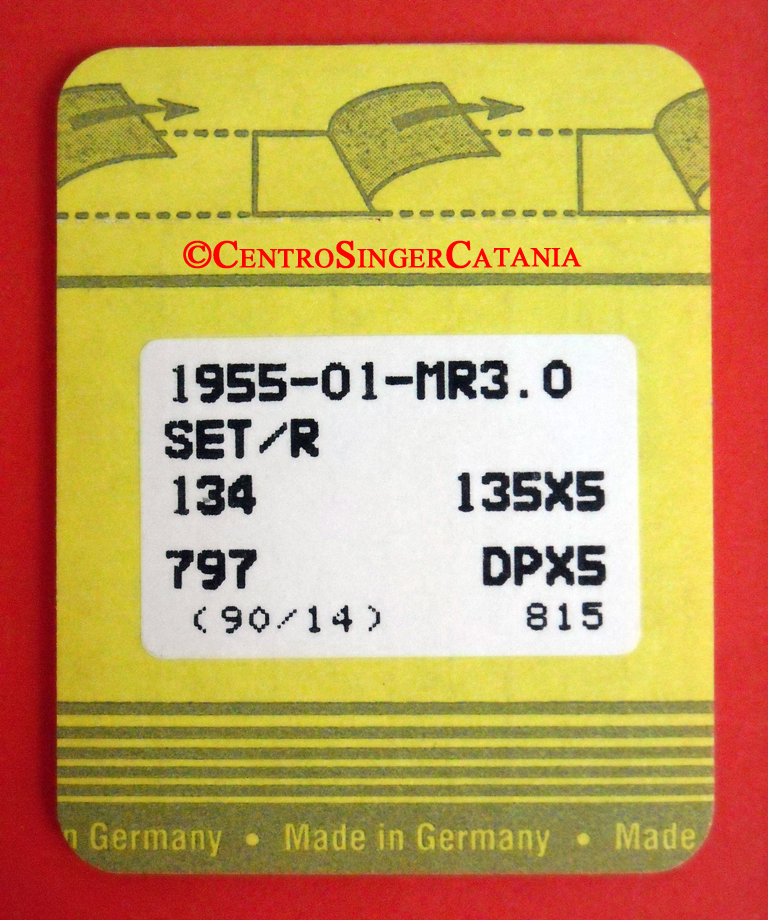 ©CentroSingerCatania
1955-01-MR3.0
SET/R
134 135X5
797 DPX5
(90/14) 815
n Germany • Made in Germany • Made